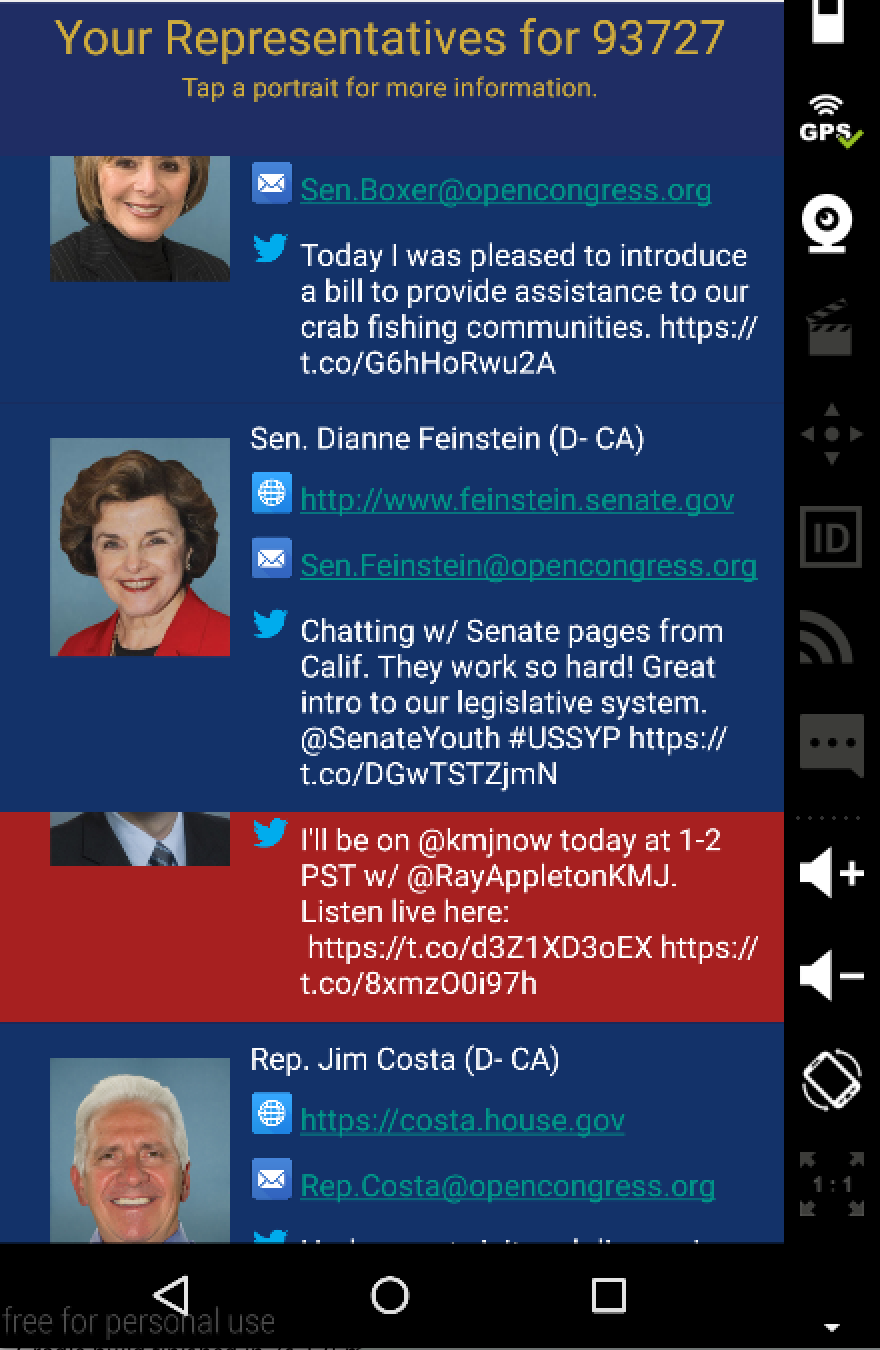 Your Representatives for 93727
Tap a portrait for more information.
GPS
Sen.Boxer@opencongress.org
Today I was pleased to introduce
a bill to provide assistance to our
crab fishing communities. https://
t.co/G6hHoRwu2A
Sen. Dianne Feinstein (D- CA)
http://www.feinstein.senate.gov
ID
Sen.Feinstein@opencongress.org
Chatting w/ Senate pages from
Calif. They work so hard! Great
intro to our legislative system.
@SenateYouth #USSYP https://
t.co/DGwTSTZjmN
I'll be on @kmjnow today at 1-2
PST w/ @RayAppletonKMJ.
Listen live here:
https://t.co/d3Z1XD3oEX https://
t.co/8xmzO0i97h
Rep. Jim Costa (D- CA)
https://costa.house.gov
Rep.Costa@opencongress.org
1:1
free for personal use